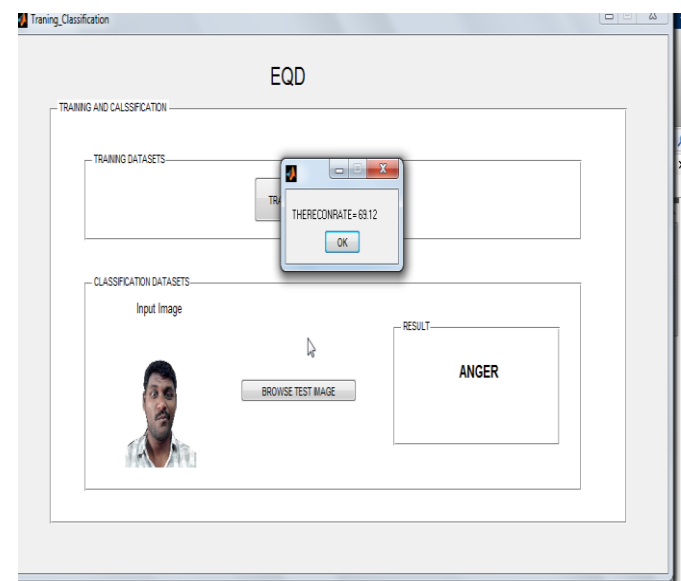 Traning_Classification
EQD
TRAINING AND CALSSIFICATION
TRAINING DATASETS
THERECONRATE= 69.12
OK
CLASSIFICATION DATASETS
Input Image
BROWSE TEST IMAGE
RESULT
ANGER